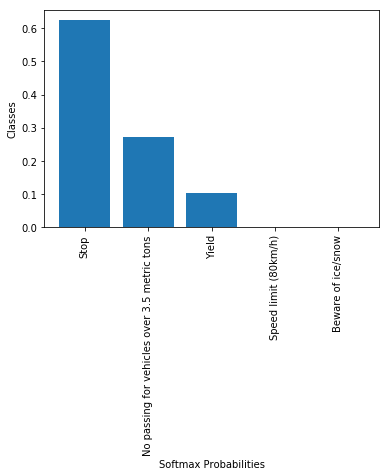 0.6
0.5
0.4
0.3
0.2
0.1
0.0
Classes
Stop
No passing for vehicles over 3.5 metric tons
Yield
Speed limit (80km/h)
Beware of ice/snow
Softmax Probabilities